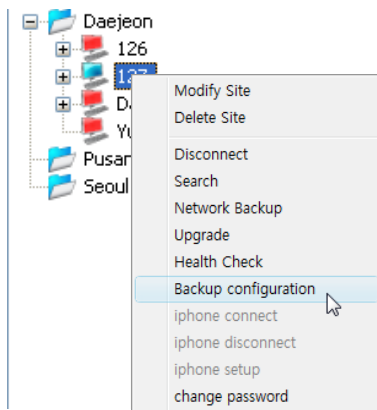 Daejeon
126
127
Modify Site
Delete Site
Pusan
Seoul
Disconnect
Search
Network Backup
Upgrade
Health Check
Backup configuration
iphone connect
iphone disconnect
iphone setup
change password